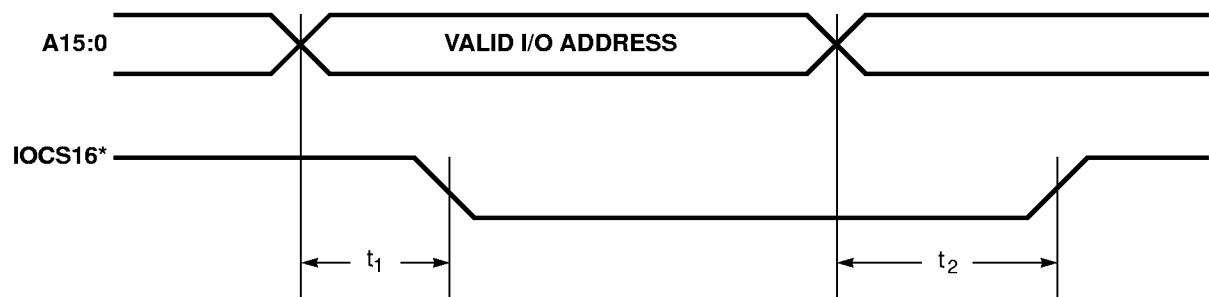 A15:0
VALID I/O ADDRESS
IOCS16*
t1
t2